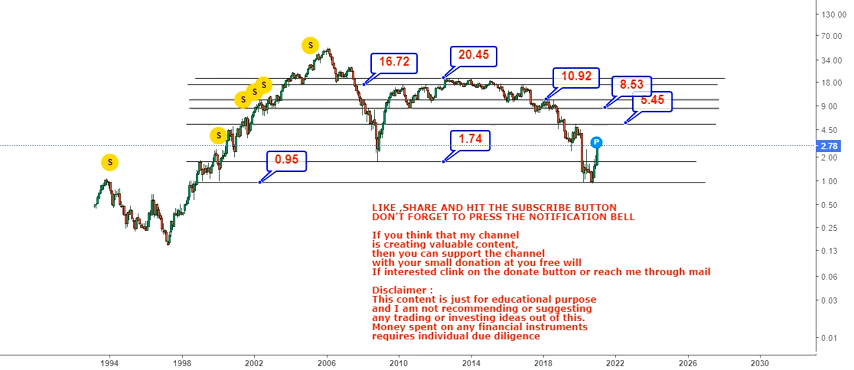 S
S
S
S
S
S
16.72
20.45
10.92
8.53
5.45
1.74
0.95
P
130.00
70.00
34.00
18.00
9.00
4.50
2.78
2.00
1.00
0.50
0.25
0.13
0.06
0.03
0.01
LIKE ,SHARE AND HIT THE SUBSCRIBE BUTTON
DON'T FORGET TO PRESS THE NOTIFICATION BELL
If you think that my channel
is creating valuable content,
then you can support the channel
with your small donation at you free will
If interested clink on the donate button or reach me through mail
Disclaimer :
This content is just for educational purpose
and I am not recommending or suggesting
any trading or investing ideas out of this.
Money spent on any financial instruments
requires individual due diligence
1994 1998 2002 2006 2010 2014 2018 2022 2026 2030